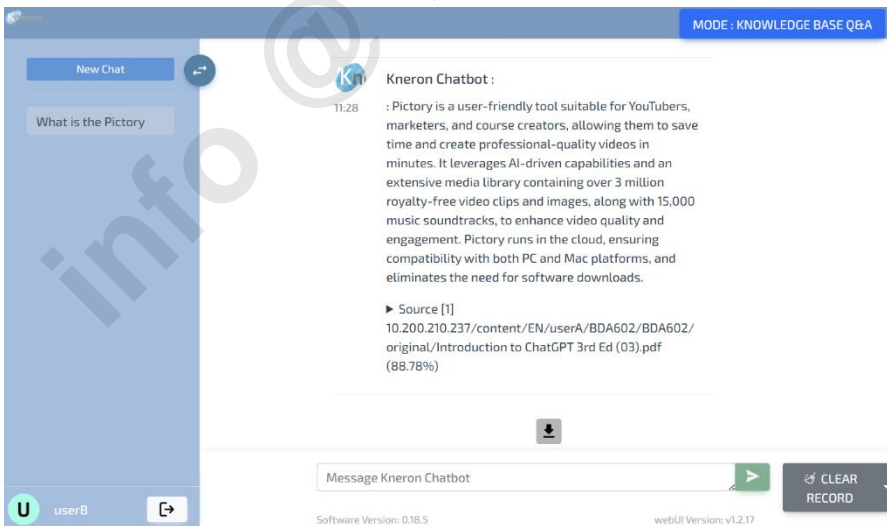 Kneron
MODE : KNOWLEDGE BASE Q&A
New Chat
What is the Pictory
Kneron Chatbot :
11:28
: Pictory is a user-friendly tool suitable for YouTubers,
marketers, and course creators, allowing them to save
time and create professional-quality videos in
minutes. It leverages AI-driven capabilities and an
extensive media library containing over 3 million
royalty-free video clips and images, along with 15,000
music soundtracks, to enhance video quality and
engagement. Pictory runs in the cloud, ensuring
compatibility with both PC and Mac platforms, and
eliminates the need for software downloads.
▶ Source [1]
10.200.210.237/content/EN/userA/BDA602/BDA602/
original/Introduction to ChatGPT 3rd Ed (03).pdf
(88.78%)
Message Kneron Chatbot
CLEAR
RECORD
U userB
Software Version: 0.18.5
webUI Version: v1.2.17
info @